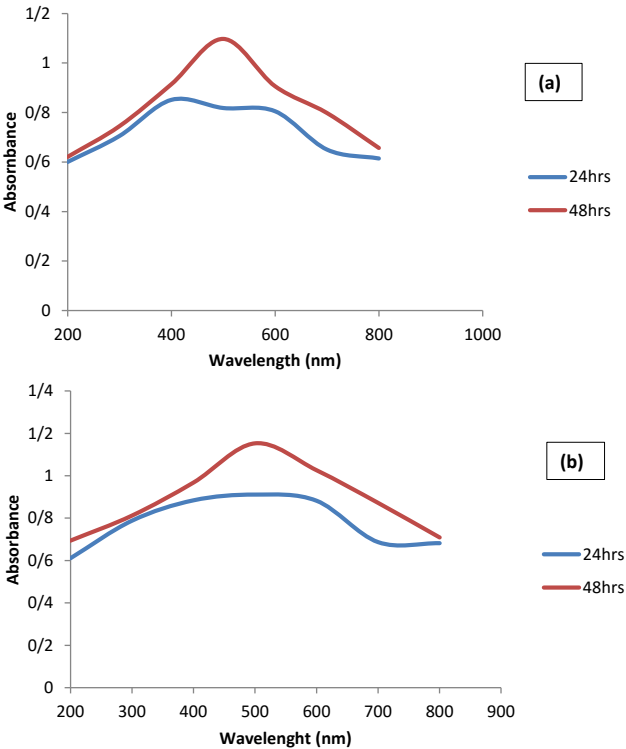 1/2
1
0/8
0/6
0/4
0/2
0
Absornbance
200 400 600 800 1000
Wavelength (nm)
(a)
24hrs
48hrs
1/4
1/2
1
0/8
0/6
0/4
0/2
0
Absorbance
200 300 400 500 600 700 800 900
Wavelenght (nm)
(b)
24hrs
48hrs